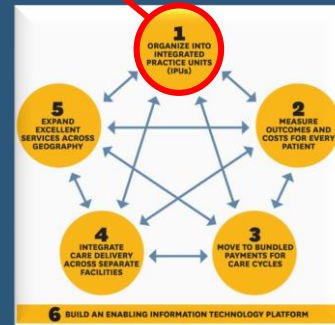 1
ORGANIZE INTO
INTEGRATED
PRACTICE UNITS
(IPUs)
2
MEASURE
OUTCOMES AND
COSTS FOR EVERY
PATIENT
3
MOVE TO BUNDLED
PAYMENTS FOR
CARE CYCLES
4
INTEGRATE
CARE DELIVERY
ACROSS SEPARATE
FACILITIES
5
EXPAND
EXCELLENT
SERVICES ACROSS
GEOGRAPHY
6 BUILD AN ENABLING INFORMATION TECHNOLOGY PLATFORM